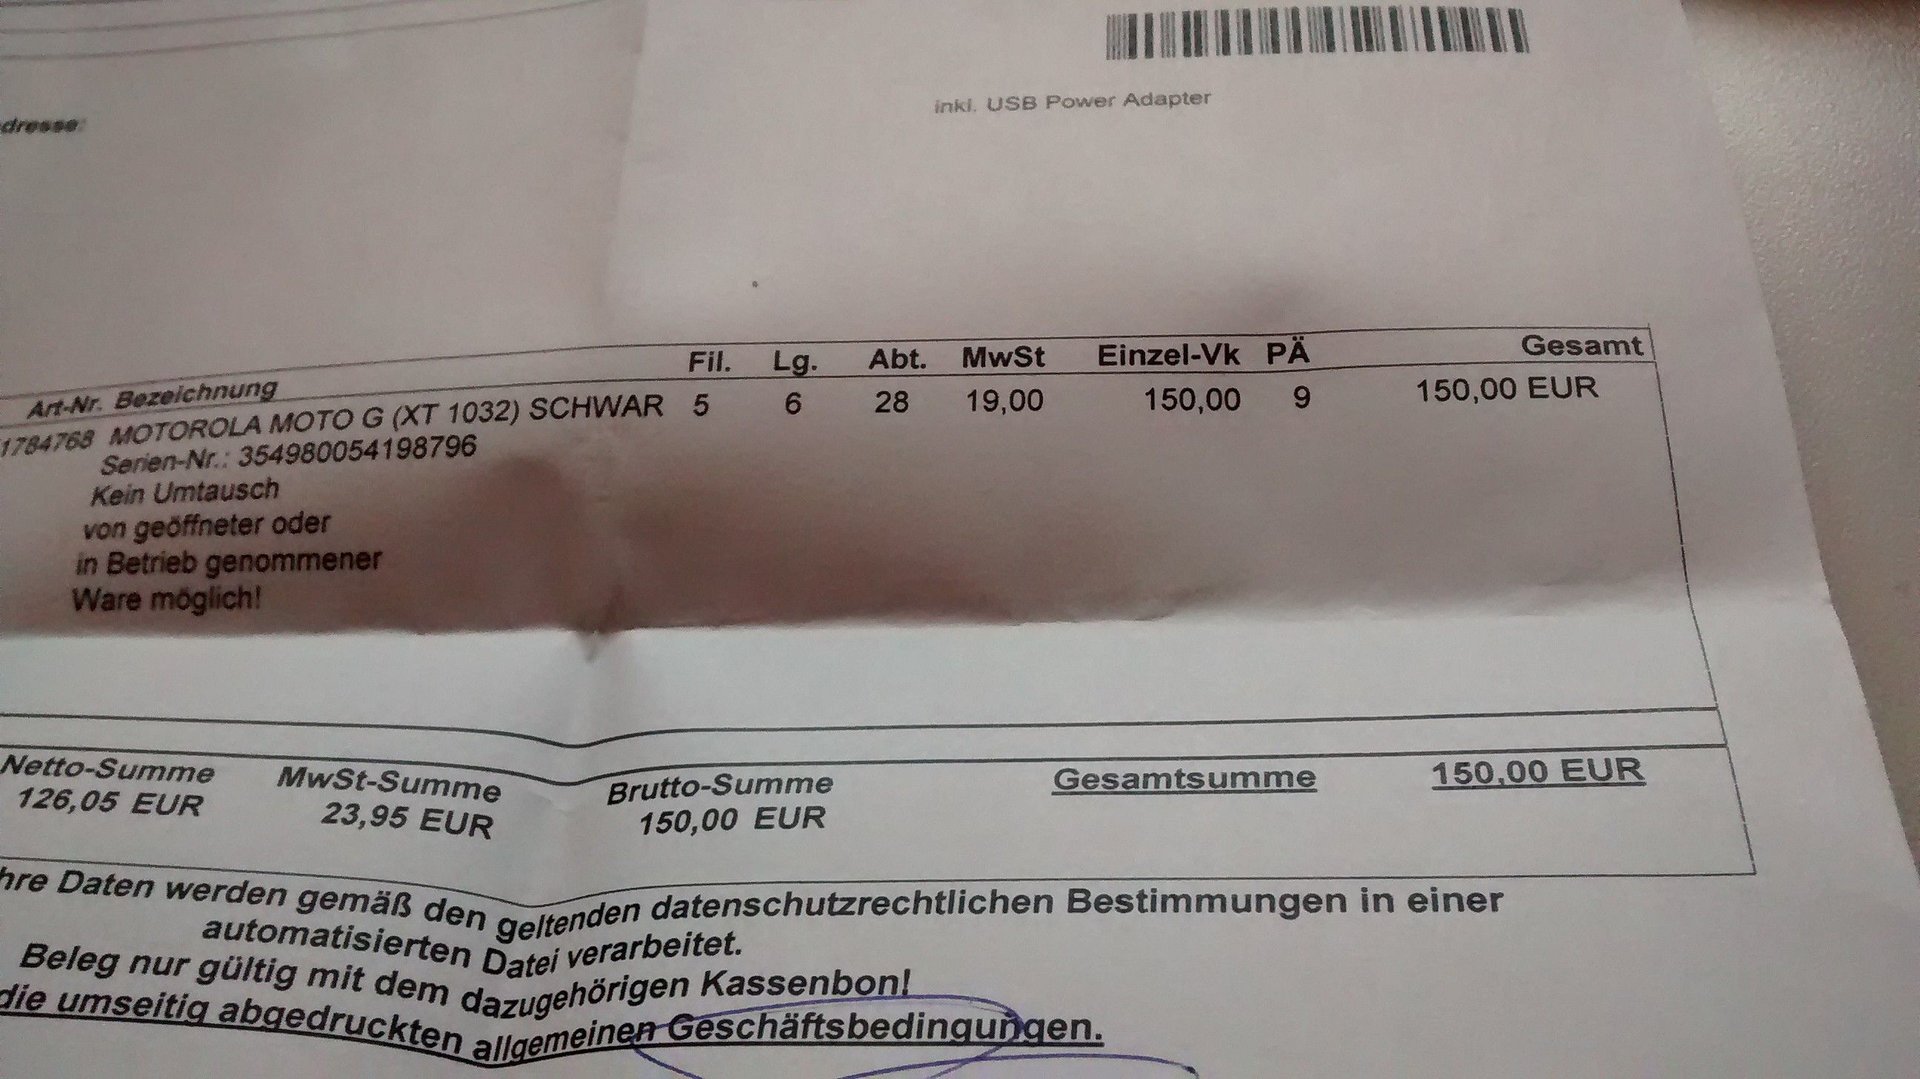 inkl. USB Power Adapter
dresse:
Art-Nr. Bezeichnung Fil. Lg. Abt. MwSt Einzel-Vk PÄ Gesamt
1784768 MOTOROLA MOTO G (XT 1032) SCHWAR 5 6 28 19,00 150,00 9 150,00 EUR
Serien-Nr.: 354980054198796
Kein Umtausch
von geöffneter oder
in Betrieb genommener
Ware möglich!
Netto-Summe MwSt-Summe Brutto-Summe Gesamtsumme 150,00 EUR
126,05 EUR 23,95 EUR 150,00 EUR
hre Daten werden gemäß den geltenden datenschutzrechtlichen Bestimmungen in einer
automatisierten Datei verarbeitet.
Beleg nur gültig mit dem dazugehörigen Kassenbon!
die umseitig abgedruckten allgemeinen Geschäftsbedingungen.